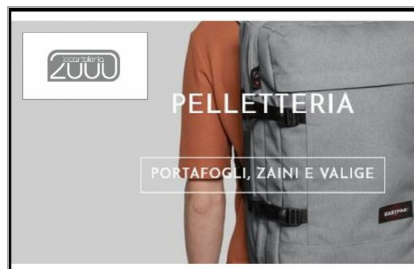 lacartoleria
2000
PELLETTERIA
PORTAFOGLI, ZAINI E VALIGE
EASTPAK